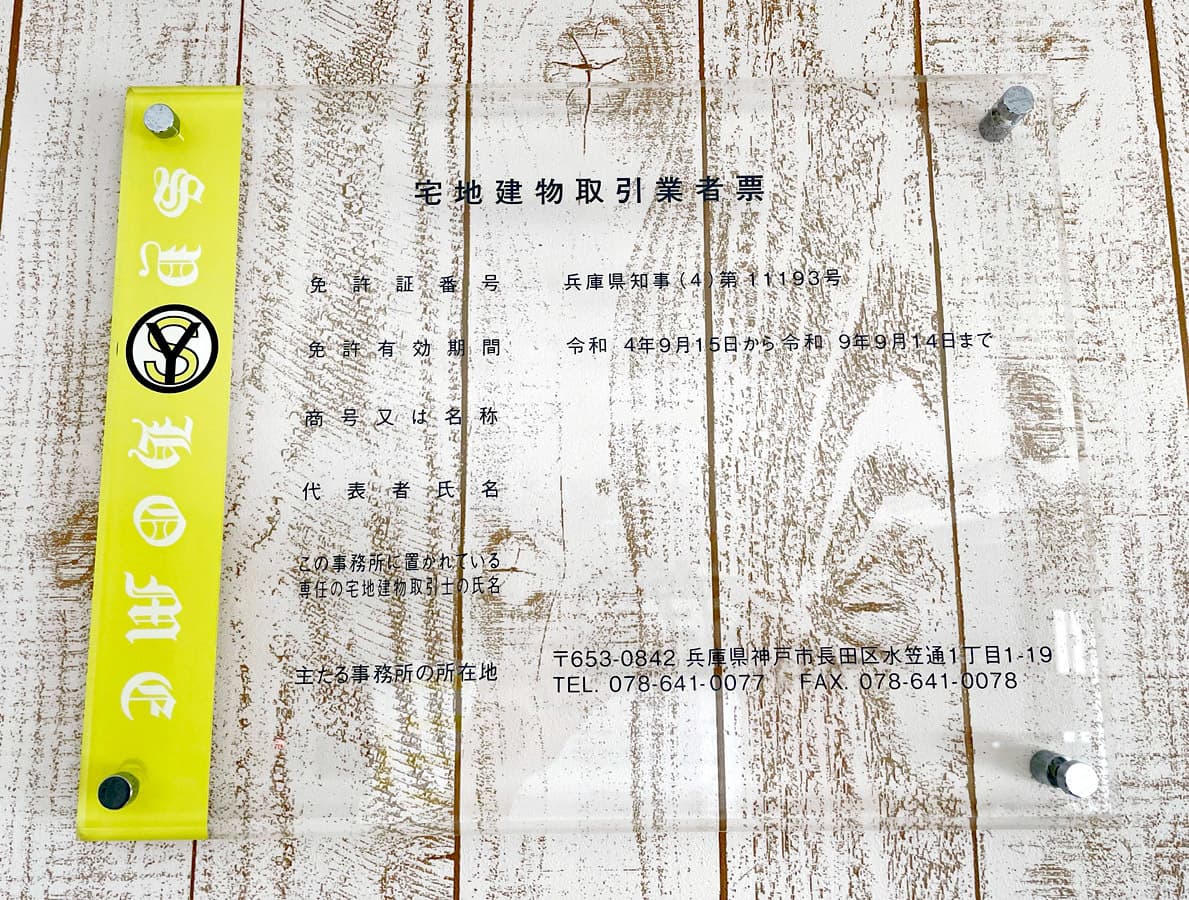 SY HOME
宅地建物取引業者票
免許証番号 兵庫県知事(4)第11193号
免許有効期間 令和 4年9月15日から令和 9年9月14日まで
商号又は名称
代表者氏名
この事務所に置かれている
専任の宅地建物取引士の氏名
主たる事務所の所在地 〒653-0842 兵庫県神戸市長田区水笠通1丁目1-19
TEL. 078-641-0077 FAX. 078-641-0078